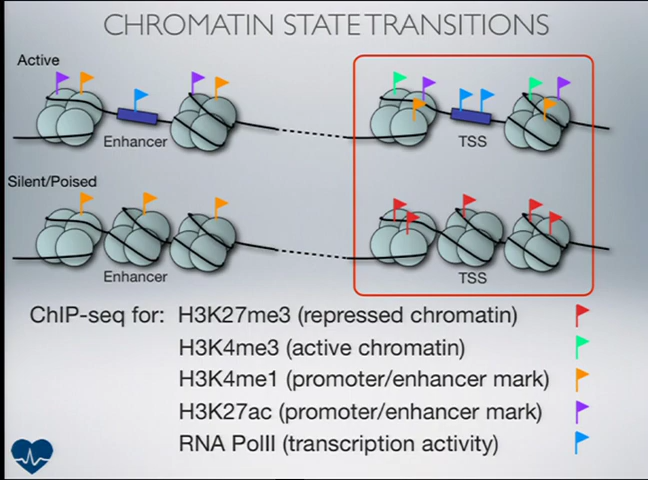 CHROMATIN STATE TRANSITIONS
Active
Enhancer
TSS
Silent/Poised
Enhancer
TSS
ChIP-seq for: H3K27me3 (repressed chromatin)
H3K4me3 (active chromatin)
H3K4me1 (promoter/enhancer mark)
H3K27ac (promoter/enhancer mark)
RNA PolII (transcription activity)